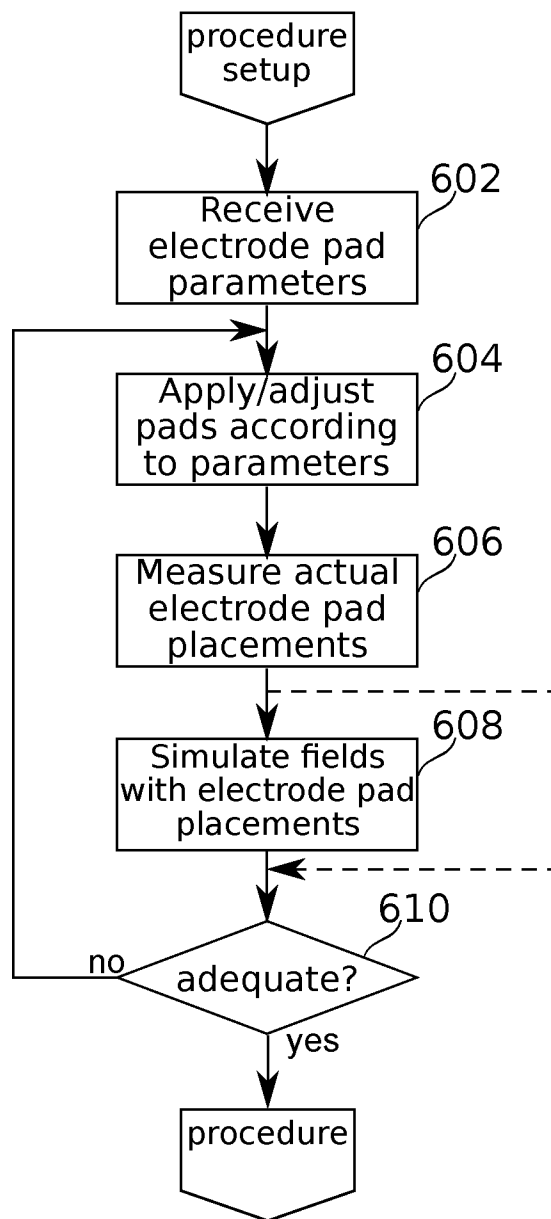 procedure
setup
602
Receive
electrode pad
parameters
604
Apply/adjust
pads according
to parameters
606
Measure actual
electrode pad
placements
608
Simulate fields
with electrode pad
placements
610
no
adequate?
yes
procedure